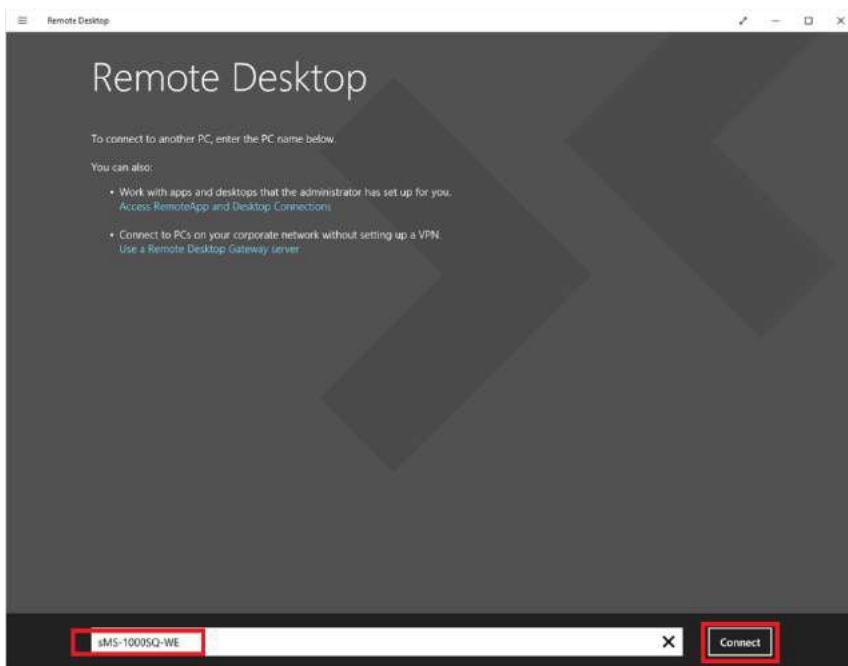 Remote Desktop
Remote Desktop
To connect to another PC, enter the PC name below.
You can also:
• Work with apps and desktops that the administrator has set up for you.
Access RemoteApp and Desktop Connections
• Connect to PCs on your corporate network without setting up a VPN.
Use a Remote Desktop Gateway server
sMS-1000SQ-WE
Connect